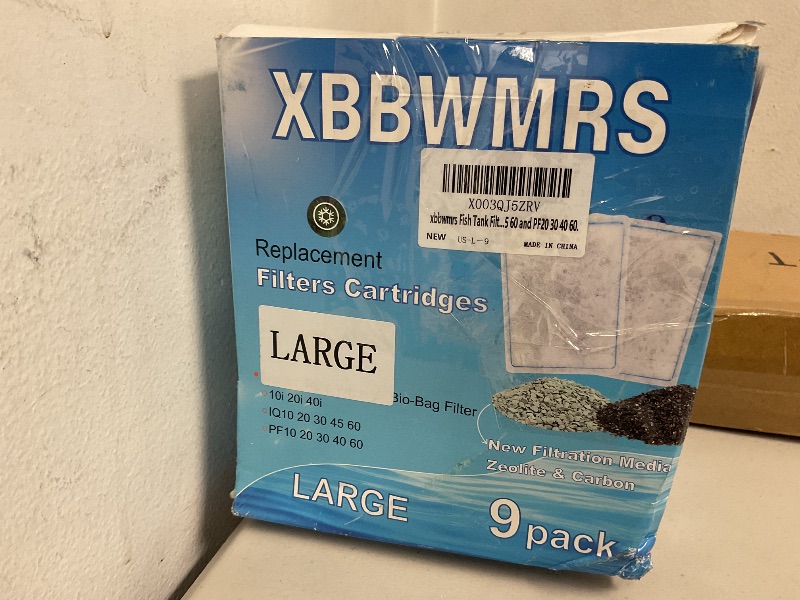 XBBWMRS
X003QJ5ZRV
xbbwmrs Fish Tank Filt...5 60 and PF20 30 40 60.
NEW US-L-9 MADE IN CHINA
Replacement
Filters Cartridges
LARGE
Bio-Bag Filter
10i 20i 40i
IQ10 20 30 45 60
PF10 20 30 40 60
New Filtration Media
Zeolite & Carbon
LARGE
9 pack